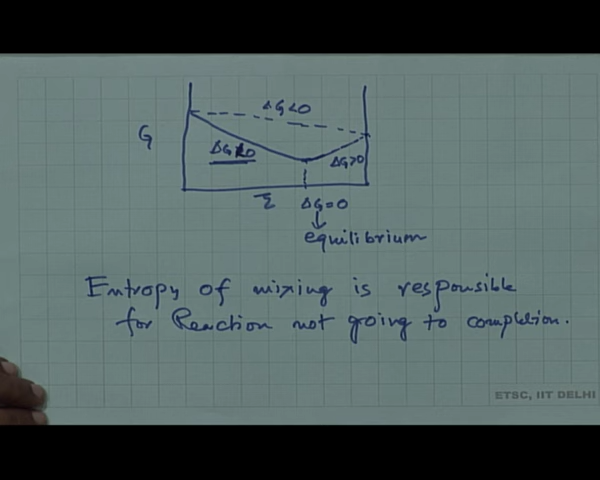 ΔG<0
G
ΔG<0
ΔG>0
ξ
ΔG=0
equilibrium
Entropy of mixing is responsible
for Reaction not going to completion.
ETSC, IIT DELHI